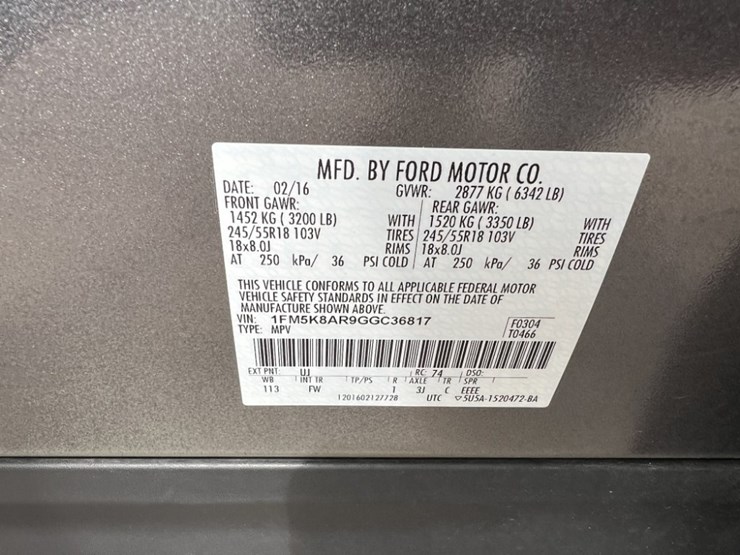 MFD. BY FORD MOTOR CO.
DATE: 02/16 GVWR: 2877 KG ( 6342 LB)
FRONT GAWR: REAR GAWR:
1452 KG ( 3200 LB) WITH 1520 KG ( 3350 LB) WITH
245/55R18 103V TIRES 245/55R18 103V TIRES
18x8.0J RIMS 18x8.0J RIMS
AT 250 kPa/ 36 PSI COLD AT 250 kPa/ 36 PSI COLD
THIS VEHICLE CONFORMS TO ALL APPLICABLE FEDERAL MOTOR
VEHICLE SAFETY STANDARDS IN EFFECT ON THE DATE OF
MANUFACTURE SHOWN ABOVE.
VIN: 1FM5K8AR9GGC36817 F0304
TYPE: MPV T0466
EXT PNT: UJ RC: 74 DSO:
WB INT TR TP/PS R AXLE TR SPR
113 FW 1 3J C EEEE
1201602127728 UTC ▽5U5A-1520472-BA